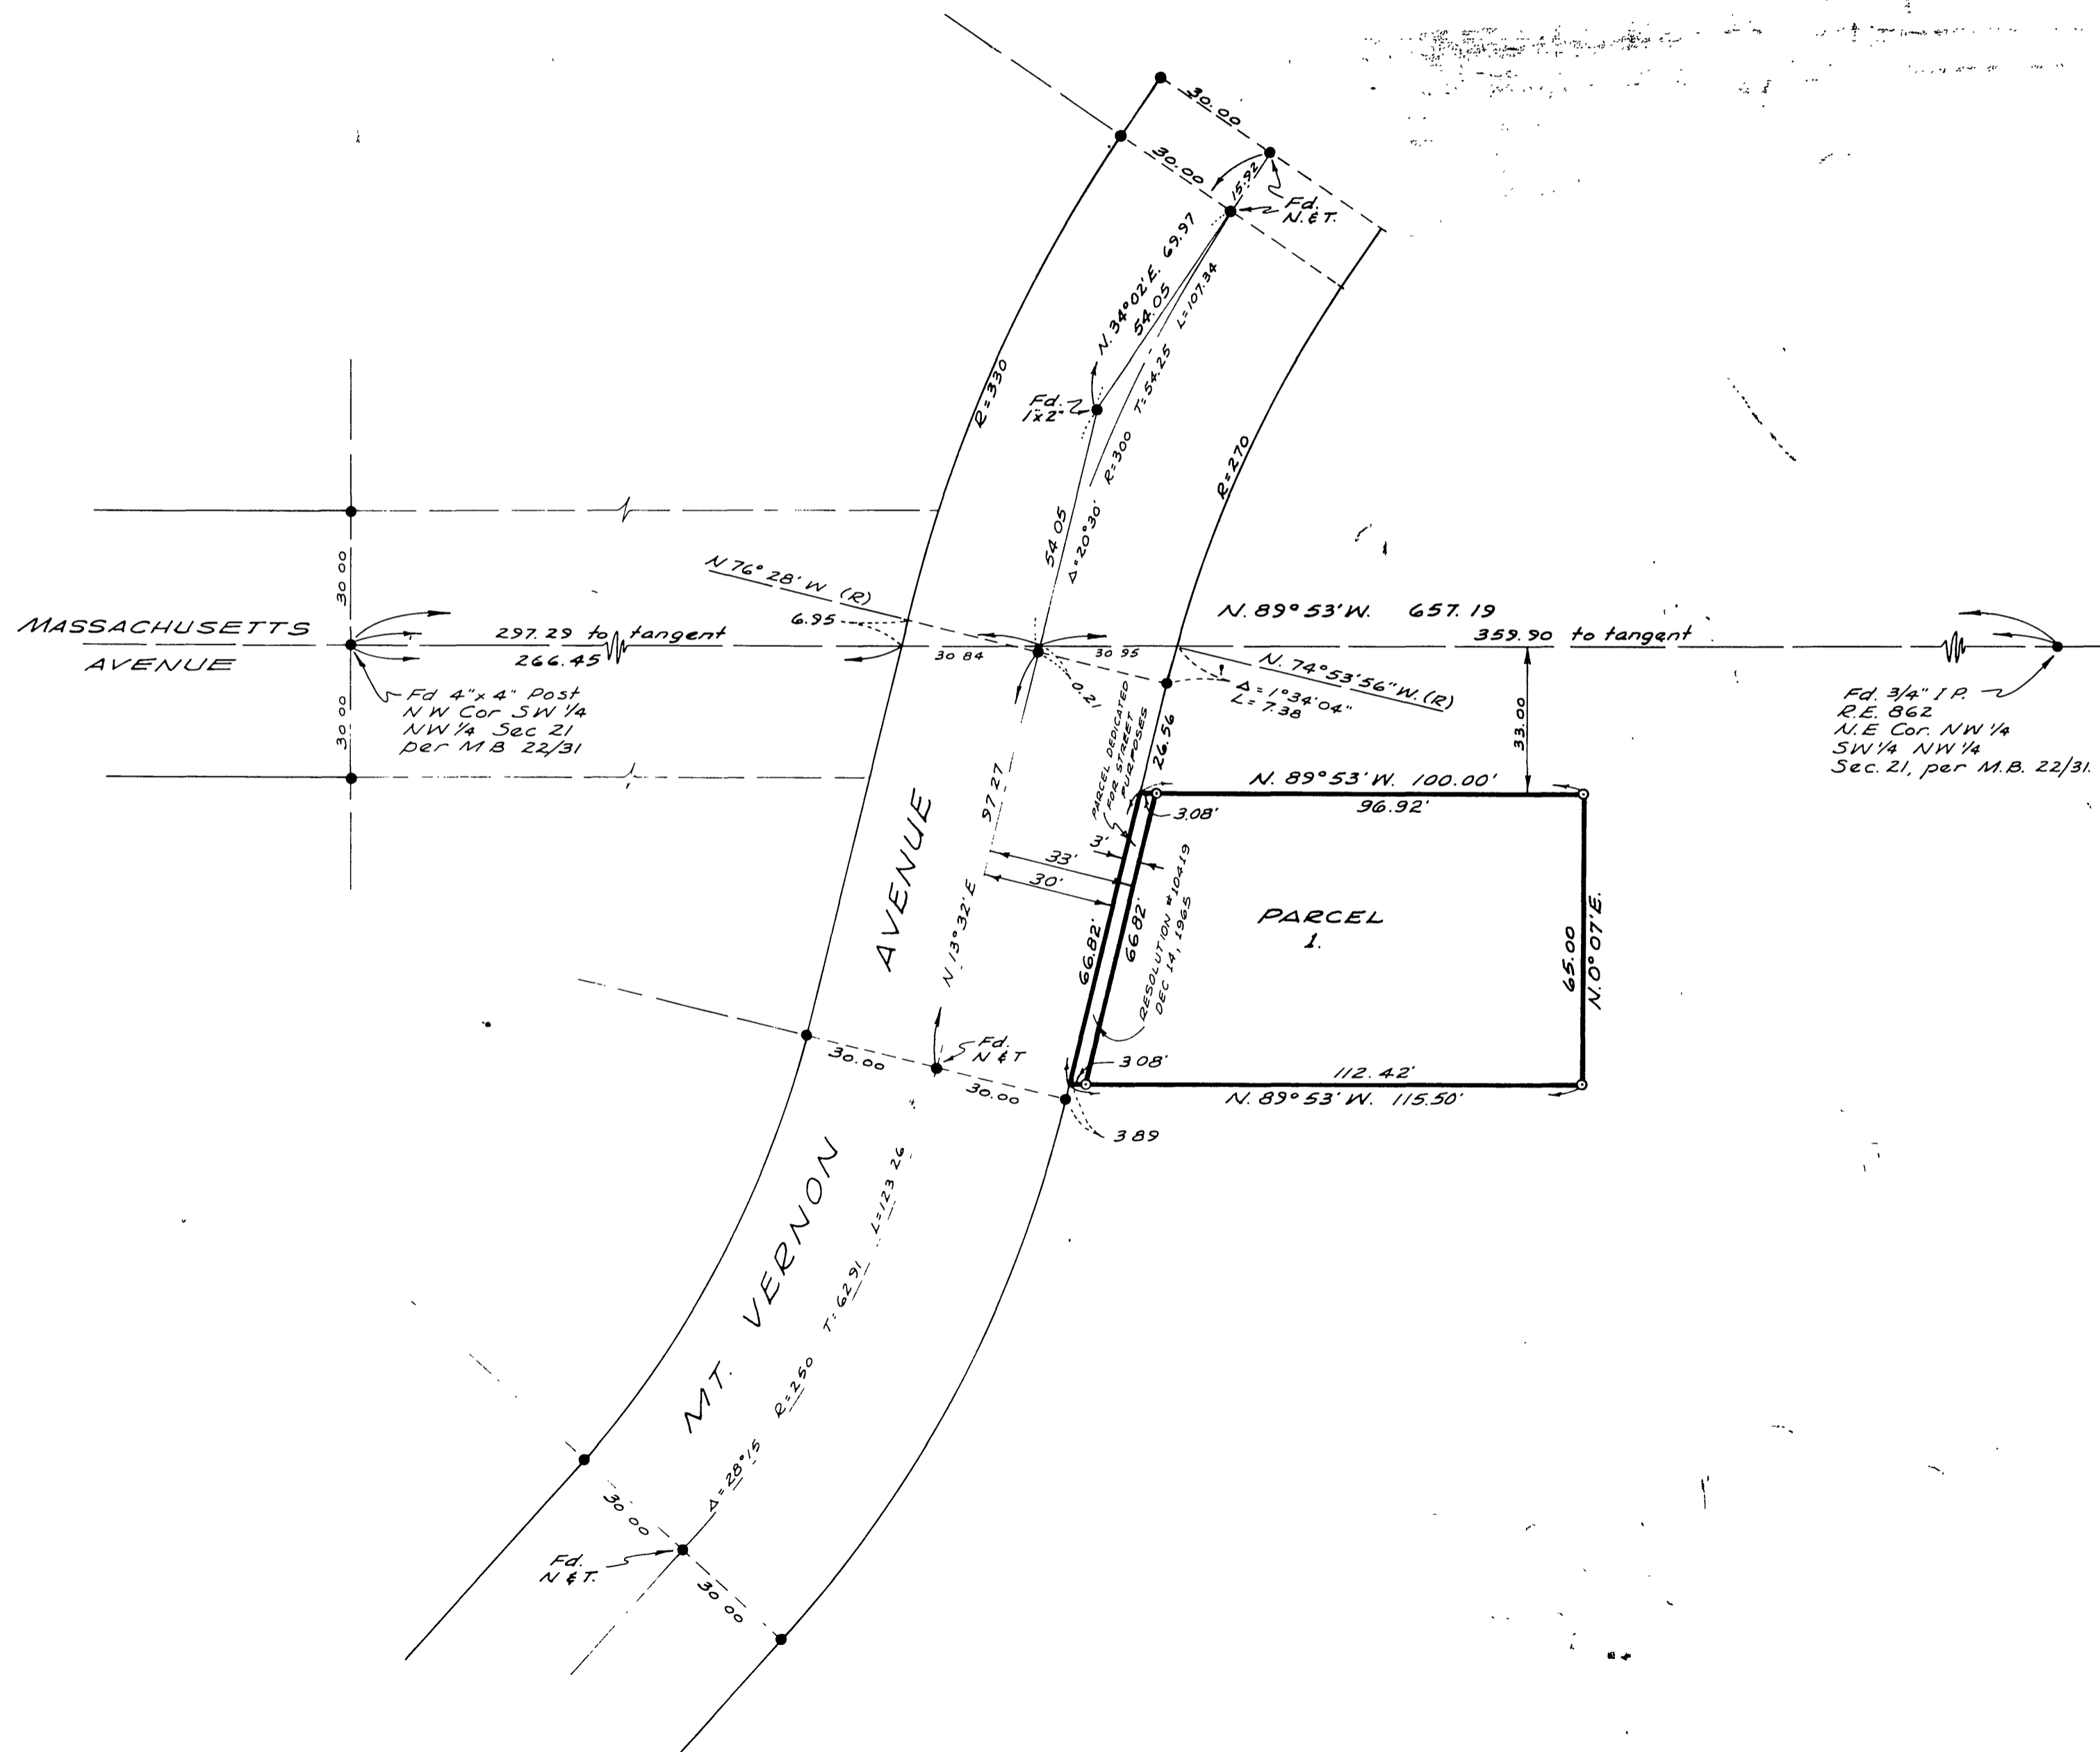 30.00
30.00
15.92
Fd.
N.&T.
N. 34°02'E. 69.97
54.05
L=107.34
T=54.25
R=300
Δ=20°30'
R=330
Fd.
1"x2"
R=270
54.05
30.00
N 76° 28' W (R)
6.95
MASSACHUSETTS
AVENUE
297.29 to tangent
266.45
30.84
30.95
0.21
N. 89°53'W. 657.19
359.90 to tangent
N. 74°53'56"W. (R)
Δ=1°34'04"
L=7.38
33.00
Fd 4"x 4" Post
NW Cor SW 1/4
NW 1/4 Sec 21
per M B 22/31
30.00
Fd. 3/4" I P.
R.E. 862
N.E Cor. NW 1/4
SW 1/4 NW 1/4
Sec. 21, per M.B. 22/31.
PARCEL DEDICATED
FOR STREET
PURPOSES
26.56
N. 89°53'W. 100.00'
96.92'
3.08'
97.27
3'
33'
30'
66.82'
66.82'
RESOLUTION #10419
DEC 14, 1965
PARCEL
1.
65.00
N.0°07'E.
N.13°32'E
30.00
Fd.
N & T
30.00
3.08'
112.42'
N. 89°53'W. 115.50'
3.89
MT. VERNON AVENUE
L=123.26
T=62.91
R=250
Δ=28°15
30.00
Fd.
N & T.
30.00